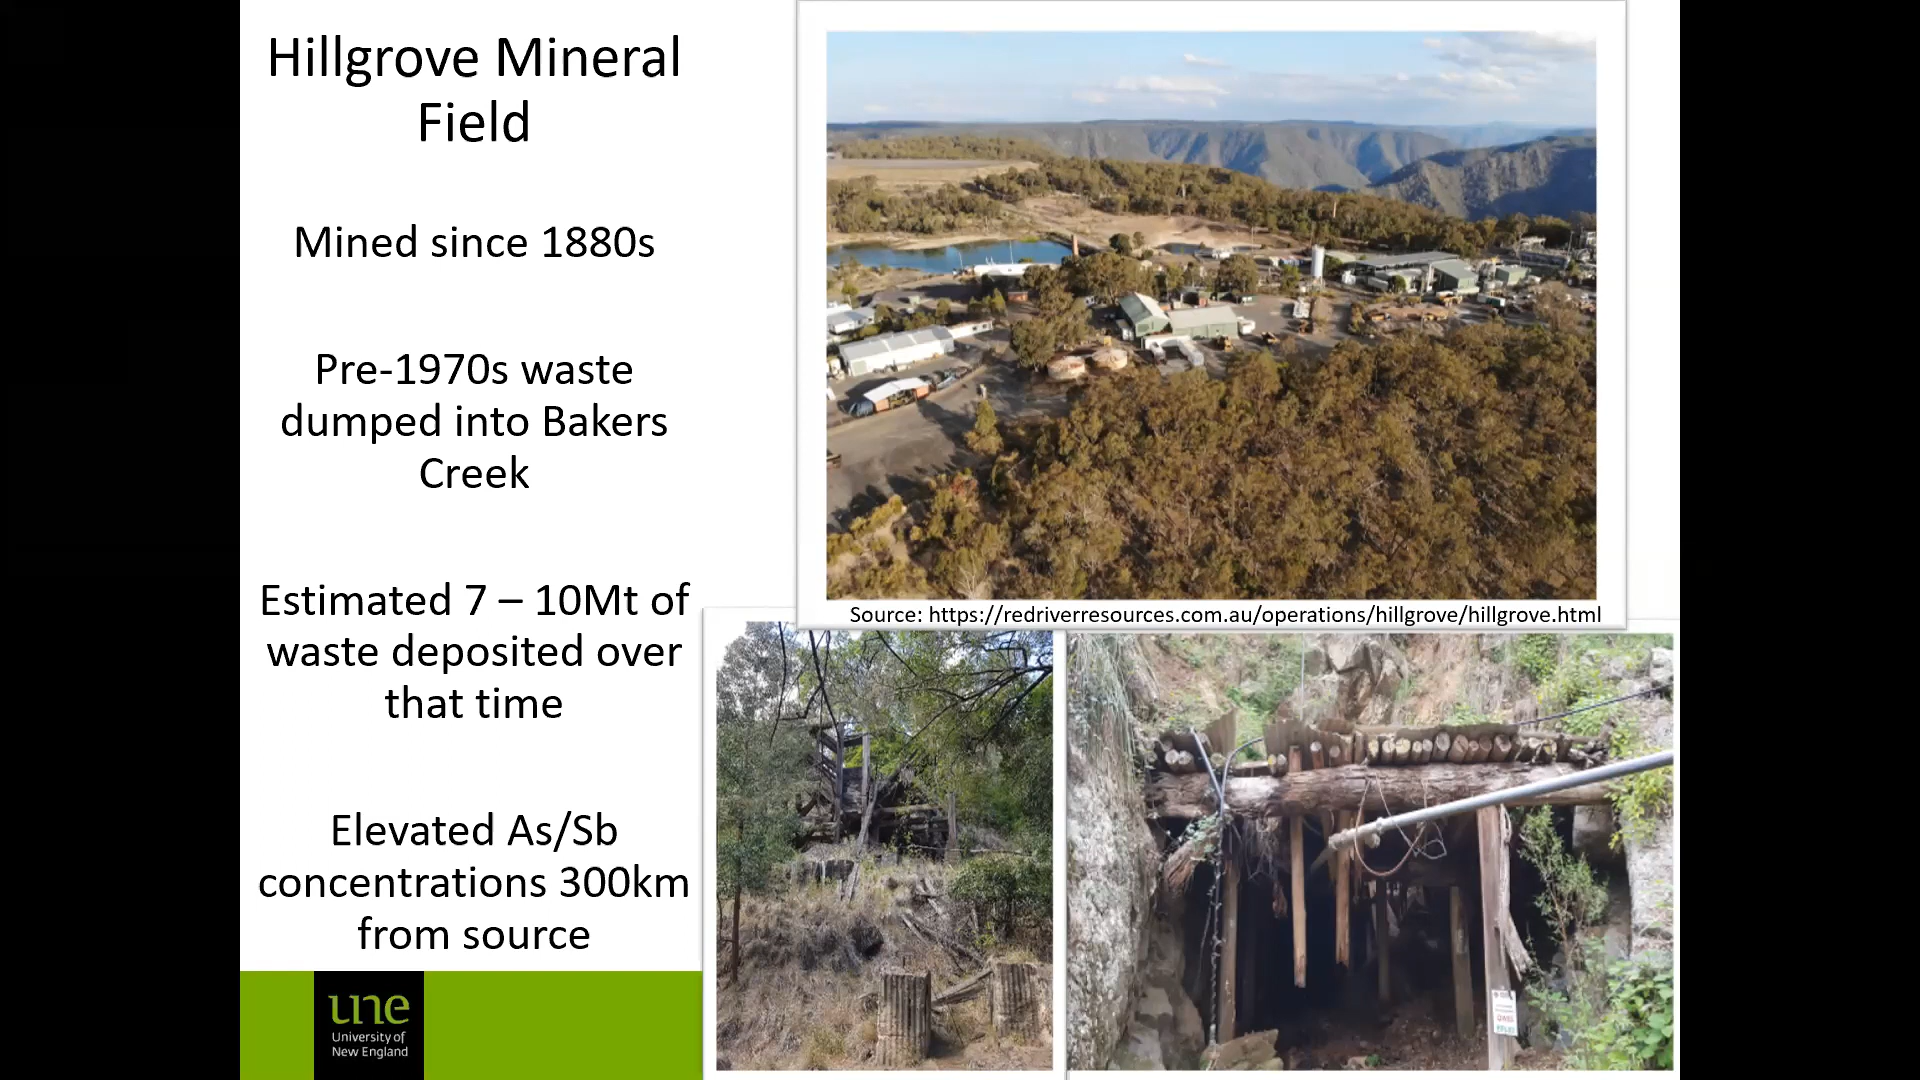 Hillgrove Mineral
Field
Mined since 1880s
Pre-1970s waste
dumped into Bakers
Creek
Estimated 7 – 10Mt of
waste deposited over
that time
Elevated As/Sb
concentrations 300km
from source
Source: https://redriverresources.com.au/operations/hillgrove/hillgrove.html
une
University of
New England